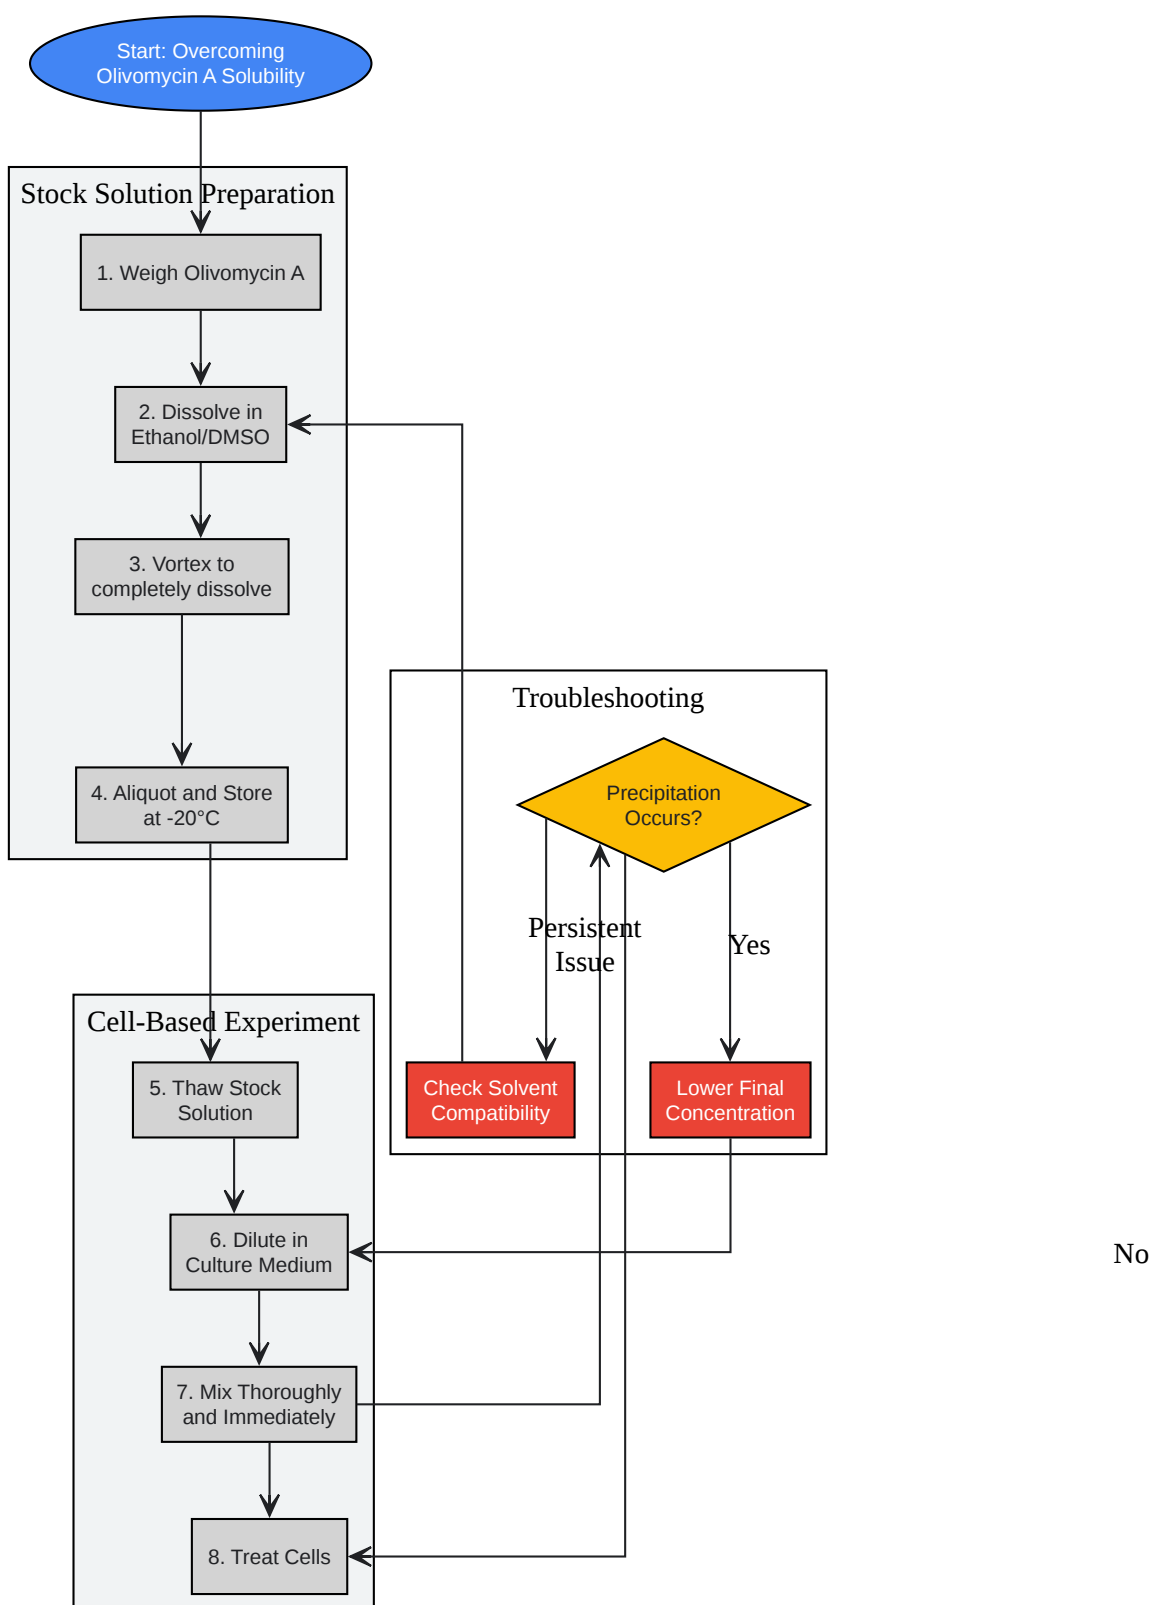 Start: Overcoming
Olivomycin A Solubility
Stock Solution Preparation
1. Weigh Olivomycin A
2. Dissolve in
Ethanol/DMSO
3. Vortex to
completely dissolve
4. Aliquot and Store
at -20°C
Troubleshooting
Precipitation
Occurs?
Persistent
Issue
Yes
Check Solvent
Compatibility
Lower Final
Concentration
Cell-Based Experiment
5. Thaw Stock
Solution
6. Dilute in
Culture Medium
No
7. Mix Thoroughly
and Immediately
8. Treat Cells